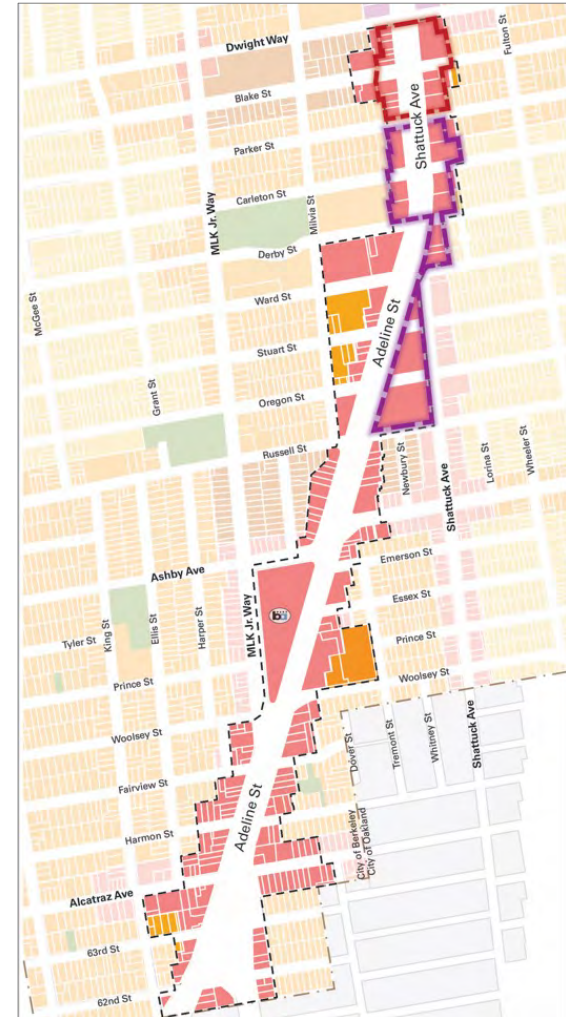 Dwight Way
Fulton St
Blake St
Shattuck Ave
Parker St
Carleton St
MLK Jr. Way
Milvia St
Derby St
McGee St
Ward St
Adeline St
Stuart St
Grant St
Oregon St
Russell St
Newbury St
Shattuck Ave
Lorina St
Wheeler St
Ashby Ave
Emerson St
Essex St
MLK Jr. Way
King St
Ellis St
Harper St
Tyler St
Prince St
Prince St
Woolsey St
Woolsey St
Dover St
Tremont St
Whitney St
Shattuck Ave
Fairview St
Adeline St
Harmon St
City of Berkeley
City of Oakland
Alcatraz Ave
63rd St
62nd St